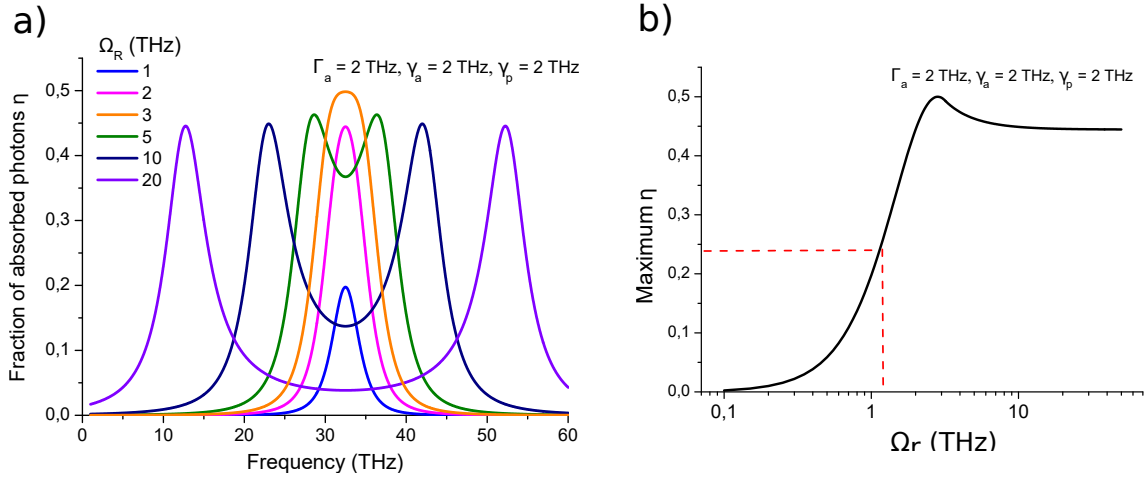 a)
Ω_R (THz)
1
2
3
5
10
20
Γ_a = 2 THz, γ_a = 2 THz, γ_p = 2 THz
Fraction of absorbed photons η
0,5
0,4
0,3
0,2
0,1
0,0
0 10 20 30 40 50 60
Frequency (THz)
b)
Γ_a = 2 THz, γ_a = 2 THz, γ_p = 2 THz
Maximum η
0,5
0,4
0,3
0,2
0,1
0,0
0,1 1 10
Ωr (THz)